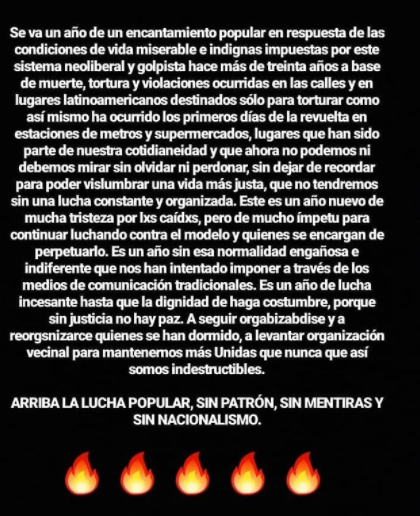 Se va un año de un encantamiento popular en respuesta de las
condiciones de vida miserable e indignas impuestas por este
sistema neoliberal y golpista hace más de treinta años a base
de muerte, tortura y violaciones ocurridas en las calles y en
lugares latinoamericanos destinados sólo para torturar como
así mismo ha ocurrido los primeros días de la revuelta en
estaciones de metros y supermercados, lugares que han sido
parte de nuestra cotidianeidad y que ahora no podemos ni
debemos mirar sin olvidar ni perdonar, sin dejar de recordar
para poder vislumbrar una vida más justa, que no tendremos
sin una lucha constante y organizada. Este es un año nuevo de
mucha tristeza por lxs caídxs, pero de mucho ímpetu para
continuar luchando contra el modelo y quienes se encargan de
perpetuarlo. Es un año sin esa normalidad engañosa e
indiferente que nos han intentado imponer a través de los
medios de comunicación tradicionales. Es un año de lucha
incesante hasta que la dignidad de haga costumbre, porque
sin justicia no hay paz. A seguir orgabizabdise y a
reorgsnizarce quienes se han dormido, a levantar organización
vecinal para mantenernos más Unidas que nunca que así
somos indestructibles.
ARRIBA LA LUCHA POPULAR, SIN PATRÓN, SIN MENTIRAS Y
SIN NACIONALISMO.